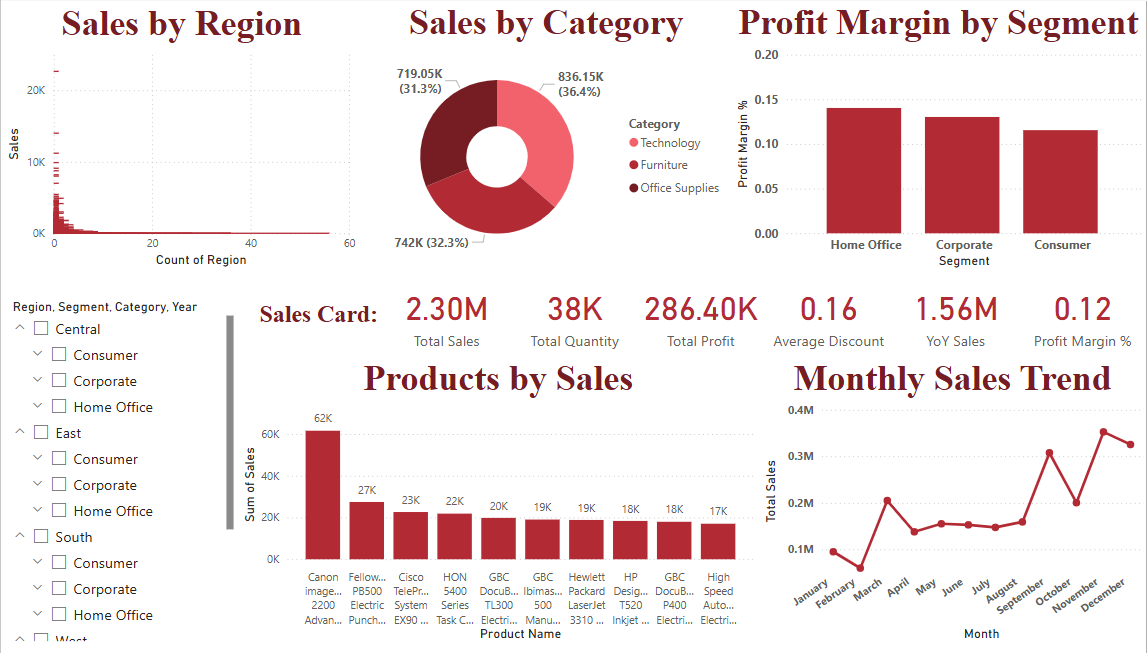 Sales by Region
Sales
20K
10K
0K
0
20
40
60
Count of Region
Sales by Category
719.05K
(31.3%)
836.15K
(36.4%)
742K (32.3%)
Category
Technology
Furniture
Office Supplies
Profit Margin by Segment
Profit Margin %
0.20
0.15
0.10
0.05
0.00
Home Office
Corporate
Consumer
Segment
Region, Segment, Category, Year
Central
Consumer
Corporate
Home Office
East
Consumer
Corporate
Home Office
South
Consumer
Corporate
Home Office
West
Sales Card:
2.30M
Total Sales
38K
Total Quantity
286.40K
Total Profit
0.16
Average Discount
1.56M
YoY Sales
0.12
Profit Margin %
Products by Sales
Sum of Sales
60K
40K
20K
0K
62K
27K
23K
22K
20K
19K
19K
18K
18K
17K
Canon
image...
2200
Advan...
Fellow...
PB500
Electric
Punch...
Cisco
TelePr...
System
EX90 ...
HON
5400
Series
Task C...
GBC
DocuB...
TL300
Electri...
GBC
Ibimas...
500
Manu...
Hewlett
Packard
LaserJet
3310 ...
HP
Desig...
T520
Inkjet ...
GBC
DocuB...
P400
Electri...
High
Speed
Auto...
Electri...
Product Name
Monthly Sales Trend
Total Sales
0.4M
0.3M
0.2M
0.1M
January
February
March
April
May
June
July
August
September
October
November
December
Month